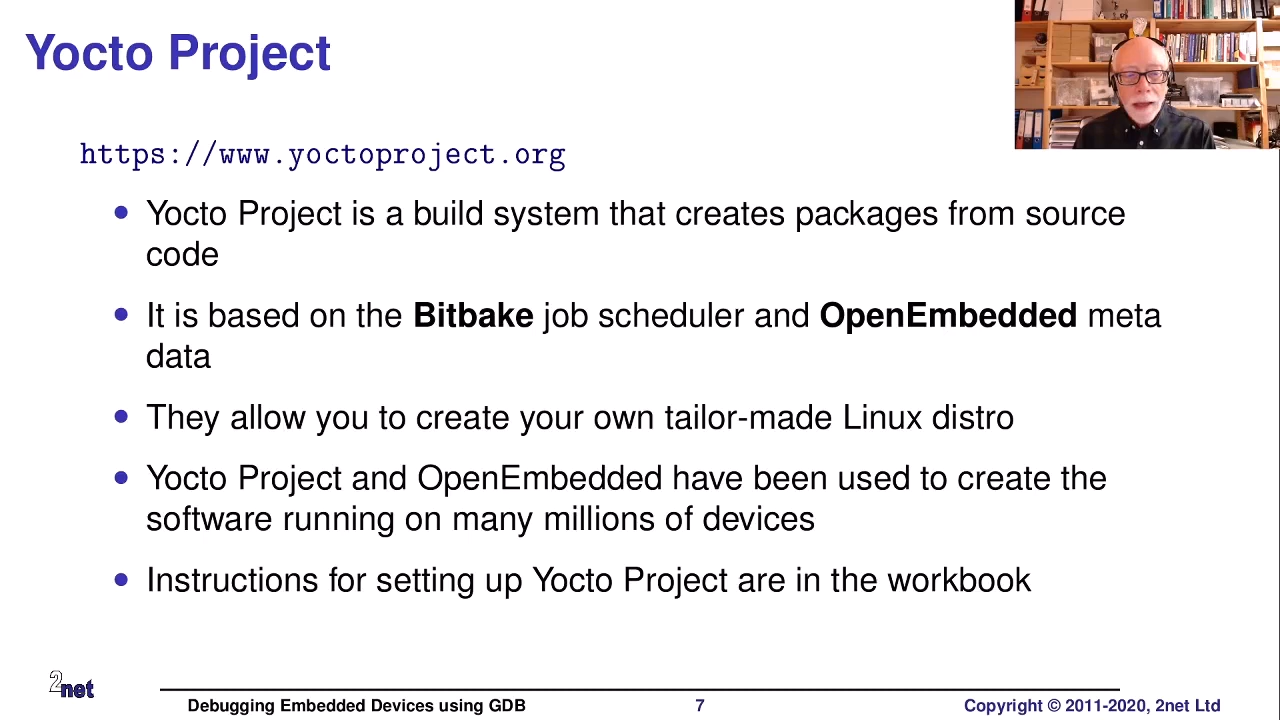 Yocto Project
https://www.yoctoproject.org
• Yocto Project is a build system that creates packages from source
code
• It is based on the Bitbake job scheduler and OpenEmbedded meta
data
• They allow you to create your own tailor-made Linux distro
• Yocto Project and OpenEmbedded have been used to create the
software running on many millions of devices
• Instructions for setting up Yocto Project are in the workbook
2net
Debugging Embedded Devices using GDB
7
Copyright © 2011-2020, 2net Ltd